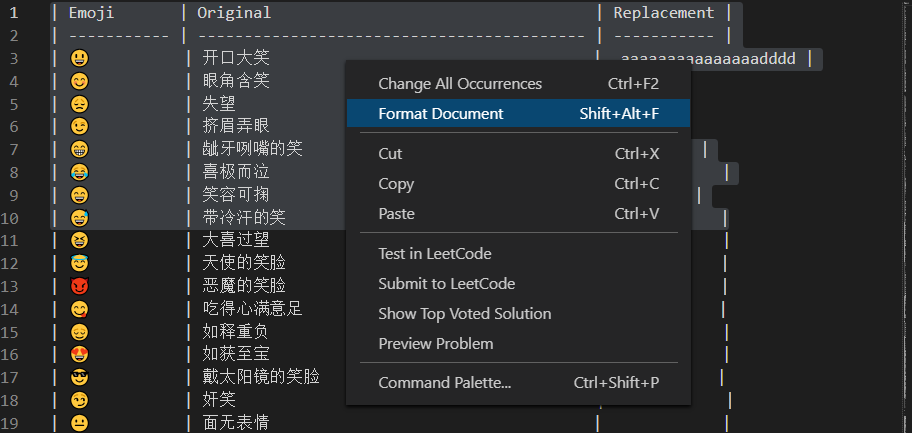 1 | Emoji | Original | Replacement |
2 | ----------- | ------------------------------------------ | ----------- |
3 | 😃 | 开口大笑 | aaaaaaaaaaaaaaadddd |
4 | 😊 | 眼角含笑
5 | 😞 | 失望
6 | 😉 | 挤眉弄眼
7 | 😁 | 龇牙咧嘴的笑 |
8 | 😂 | 喜极而泣 |
9 | 😄 | 笑容可掬 |
10 | 😅 | 带冷汗的笑 |
11 | 😆 | 大喜过望 |
12 | 😇 | 天使的笑脸 |
13 | 😈 | 恶魔的笑脸 |
14 | 😋 | 吃得心满意足 |
15 | 😌 | 如释重负 |
16 | 😍 | 如获至宝 |
17 | 😎 | 戴太阳镜的笑脸 |
18 | 😏 | 奸笑 | |
19 | 😐 | 面无表情 | |
Change All Occurrences Ctrl+F2
Format Document Shift+Alt+F
Cut Ctrl+X
Copy Ctrl+C
Paste Ctrl+V
Test in LeetCode
Submit to LeetCode
Show Top Voted Solution
Preview Problem
Command Palette... Ctrl+Shift+P